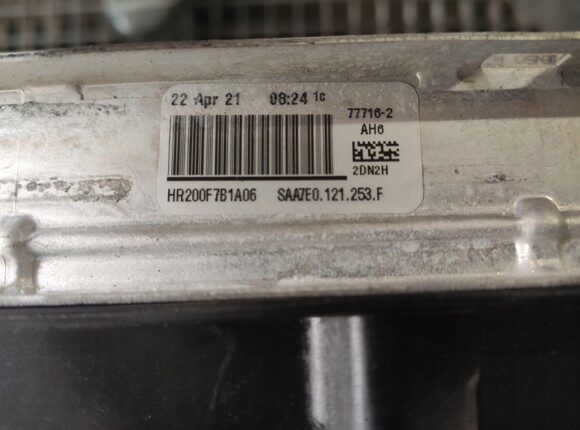 22 Apr 21 08:24 1c
77716-2
AH6
2DN2H
HR200F7B1A06 SAA7E0.121.253.F